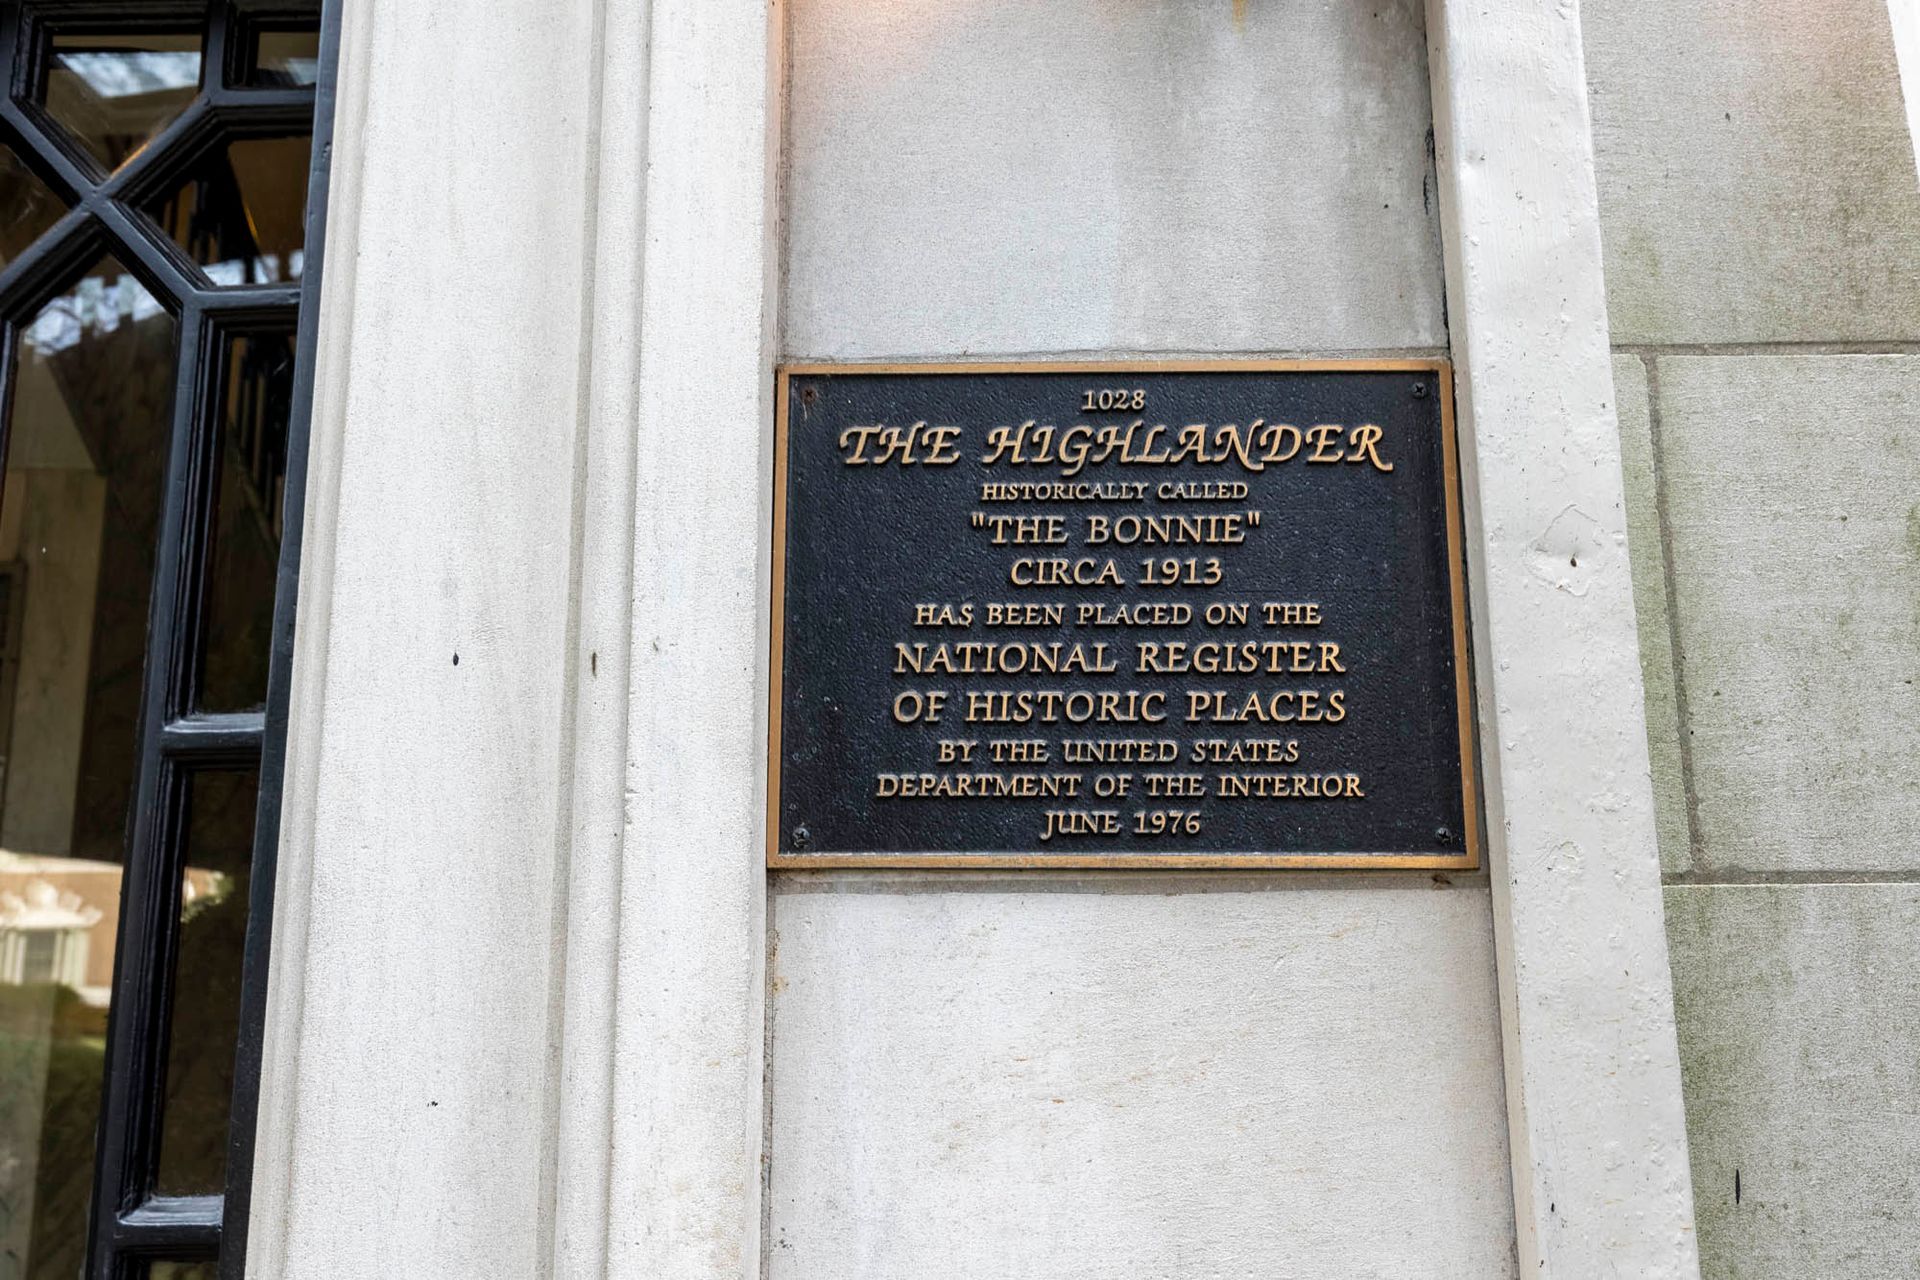 1028
THE HIGHLANDER
HISTORICALLY CALLED
"THE BONNIE"
CIRCA 1913
HAS BEEN PLACED ON THE
NATIONAL REGISTER
OF HISTORIC PLACES
BY THE UNITED STATES
DEPARTMENT OF THE INTERIOR
JUNE 1976